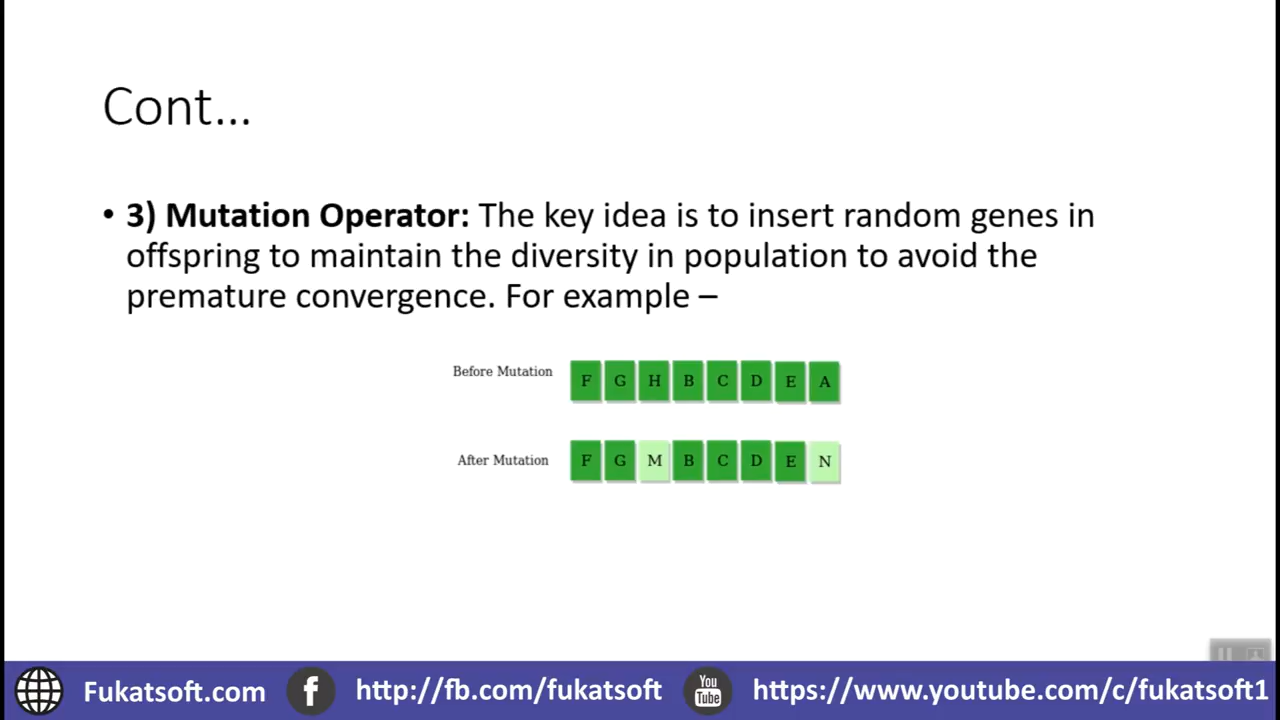 Cont...
• 3) Mutation Operator: The key idea is to insert random genes in
offspring to maintain the diversity in population to avoid the
premature convergence. For example –
Before Mutation F G H B C D E A
After Mutation F G M B C D E N
Fukatsoft.com f http://fb.com/fukatsoft You Tube https://www.youtube.com/c/fukatsoft1